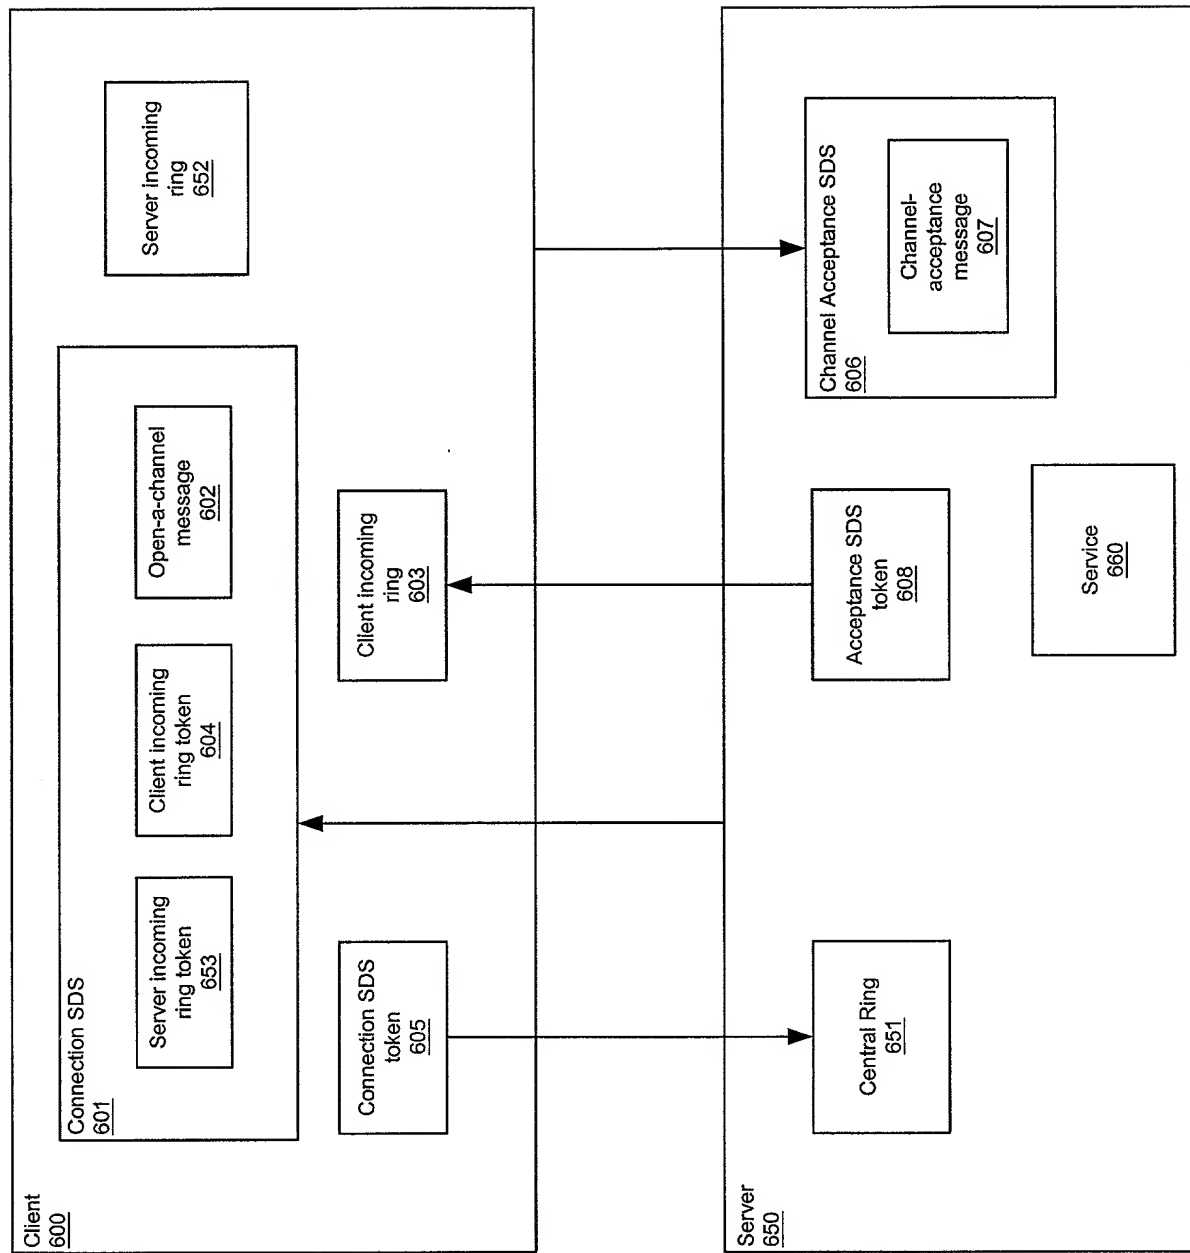 Client
600
Connection SDS
601
Server incoming
ring token
653
Client incoming
ring token
604
Open-a-channel
message
602
Server incoming
ring
652
Connection SDS
token
605
Client incoming
ring
603
Server
650
Central Ring
651
Acceptance SDS
token
608
Channel Acceptance SDS
606
Channel-
acceptance
message
607
Service
660